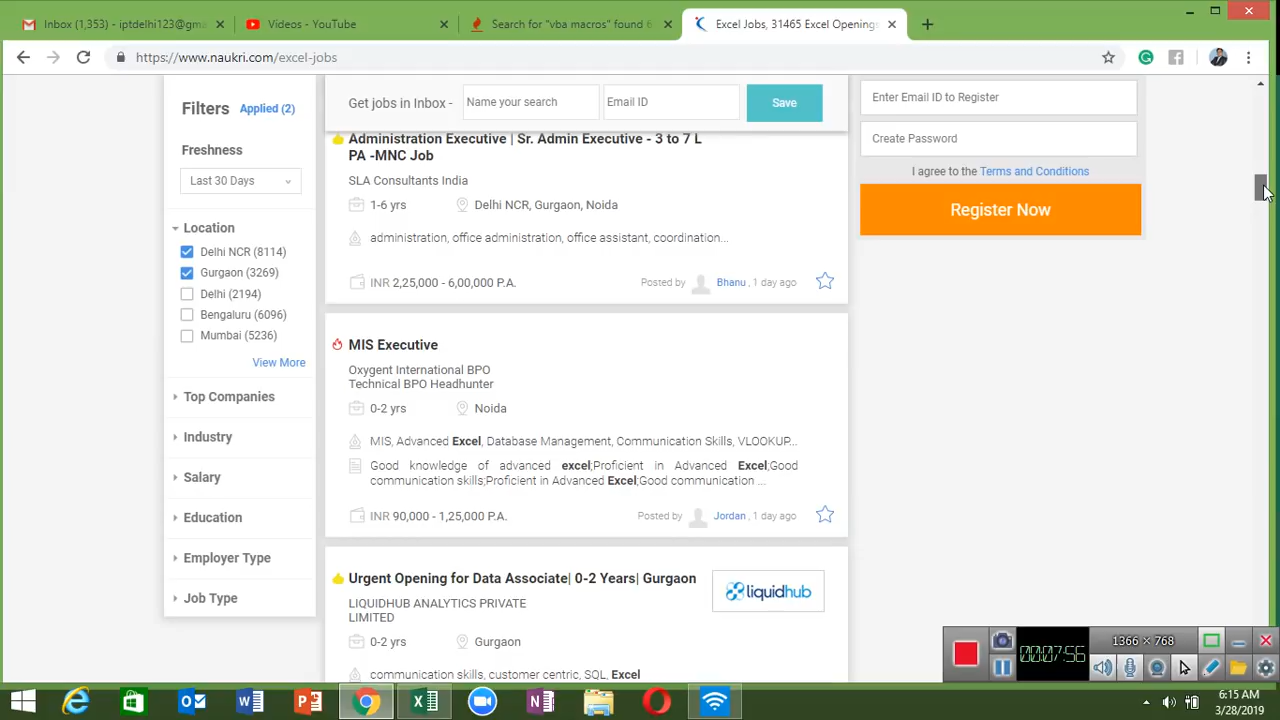 Inbox (1,353) - iptdelhi123@gma
Videos - YouTube
Search for "vba macros" found 6
Excel Jobs, 31465 Excel Openings
https://www.naukri.com/excel-jobs
Filters
Applied (2)
Freshness
Last 30 Days
Location
Delhi NCR (8114)
Gurgaon (3269)
Delhi (2194)
Bengaluru (6096)
Mumbai (5236)
View More
Top Companies
Industry
Salary
Education
Employer Type
Job Type
Get jobs in Inbox -
Name your search
Email ID
Save
Administration Executive | Sr. Admin Executive - 3 to 7 L
PA -MNC Job
SLA Consultants India
1-6 yrs
Delhi NCR, Gurgaon, Noida
administration, office administration, office assistant, coordination...
INR 2,25,000 - 6,00,000 P.A.
Posted by Bhanu , 1 day ago
MIS Executive
Oxygent International BPO
Technical BPO Headhunter
0-2 yrs
Noida
MIS, Advanced Excel, Database Management, Communication Skills, VLOOKUP...
Good knowledge of advanced excel;Proficient in Advanced Excel;Good
communication skills;Proficient in Advanced Excel;Good communication ...
INR 90,000 - 1,25,000 P.A.
Posted by Jordan , 1 day ago
Urgent Opening for Data Associate| 0-2 Years| Gurgaon
LIQUIDHUB ANALYTICS PRIVATE
LIMITED
liquidhub
0-2 yrs
Gurgaon
communication skills, customer centric, SQL, Excel
Enter Email ID to Register
Create Password
I agree to the Terms and Conditions
Register Now
00:07:56
1366 × 768
6:15 AM
3/28/2019